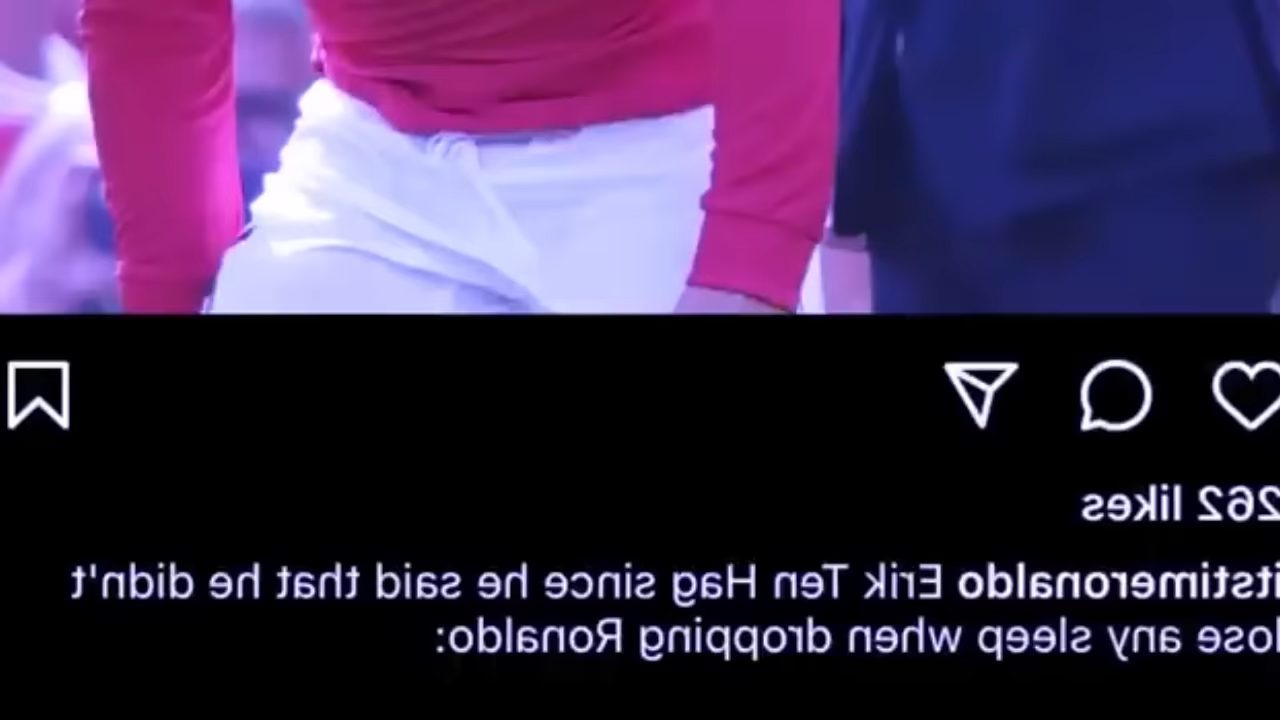 262 likes
itstimeronaldo Erik Ten Hag since he said that he didn't
lose any sleep when dropping Ronaldo: